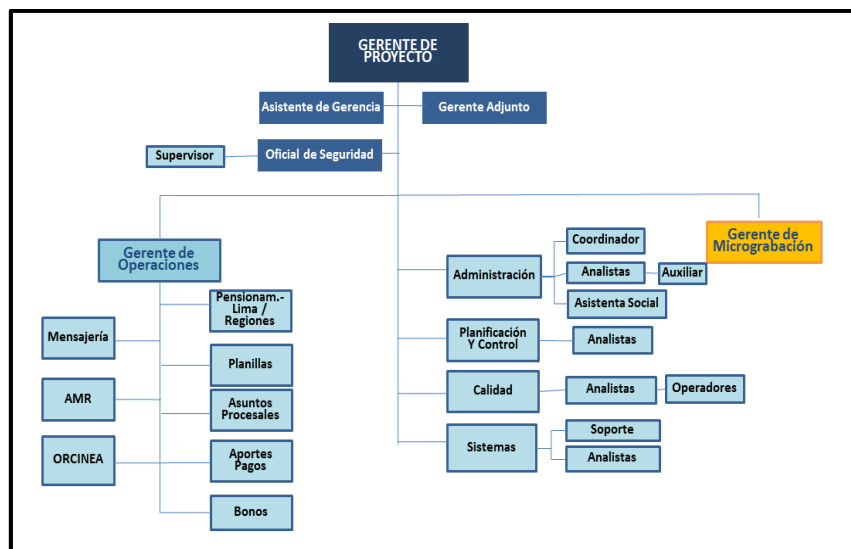 GERENTE DE
PROYECTO
Asistente de Gerencia
Gerente Adjunto
Supervisor
Oficial de Seguridad
Gerente de
Operaciones
Gerente de
Micrograbación
Coordinador
Administración
Analistas
Auxiliar
Asistenta Social
Pensionam.-
Lima /
Regiones
Mensajería
Planificación
Y Control
Analistas
Planillas
AMR
Asuntos
Procesales
Calidad
Analistas
Operadores
ORCINEA
Aportes
Pagos
Sistemas
Soporte
Analistas
Bonos